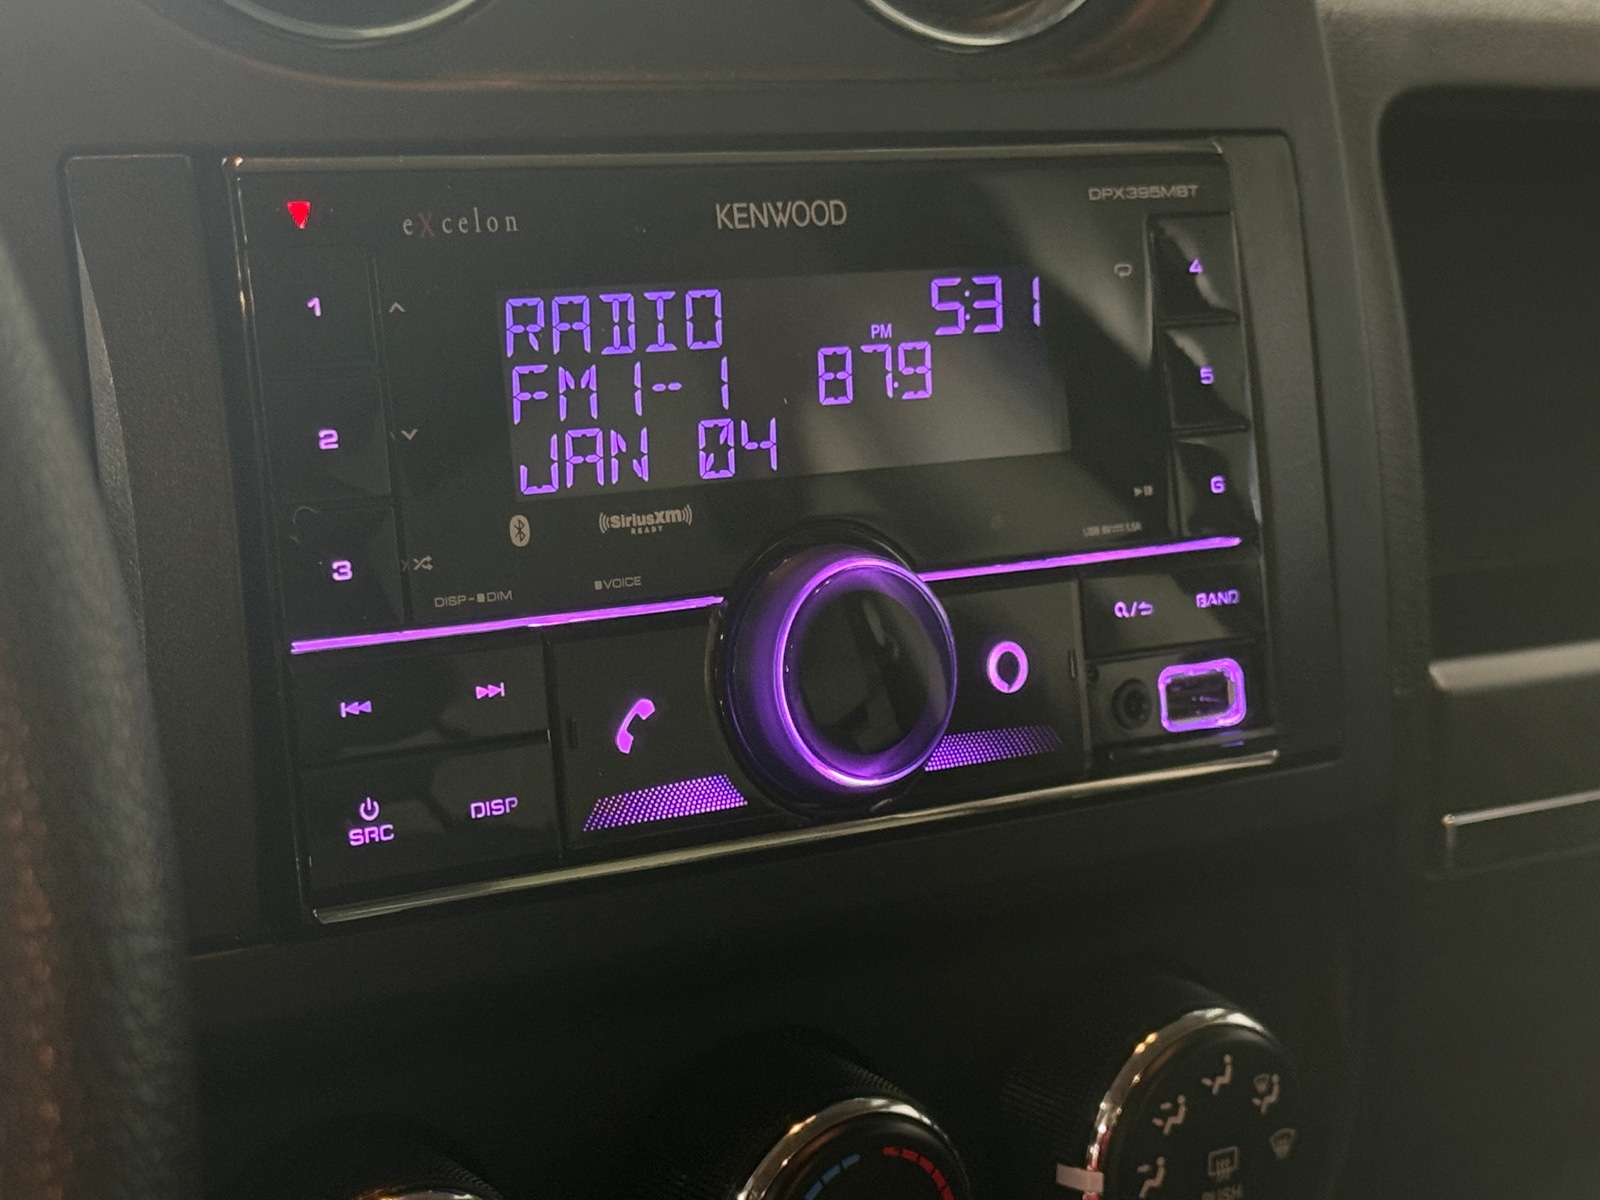 eXcelon
KENWOOD
DPX395MBT
RADIO 5:31
PM
FM1-1 87.9
JAN 04
1
2
3
4
5
6
SiriusXM
READY
DISP-DIM
VOICE
BAND
SRC
DISP
PUSH